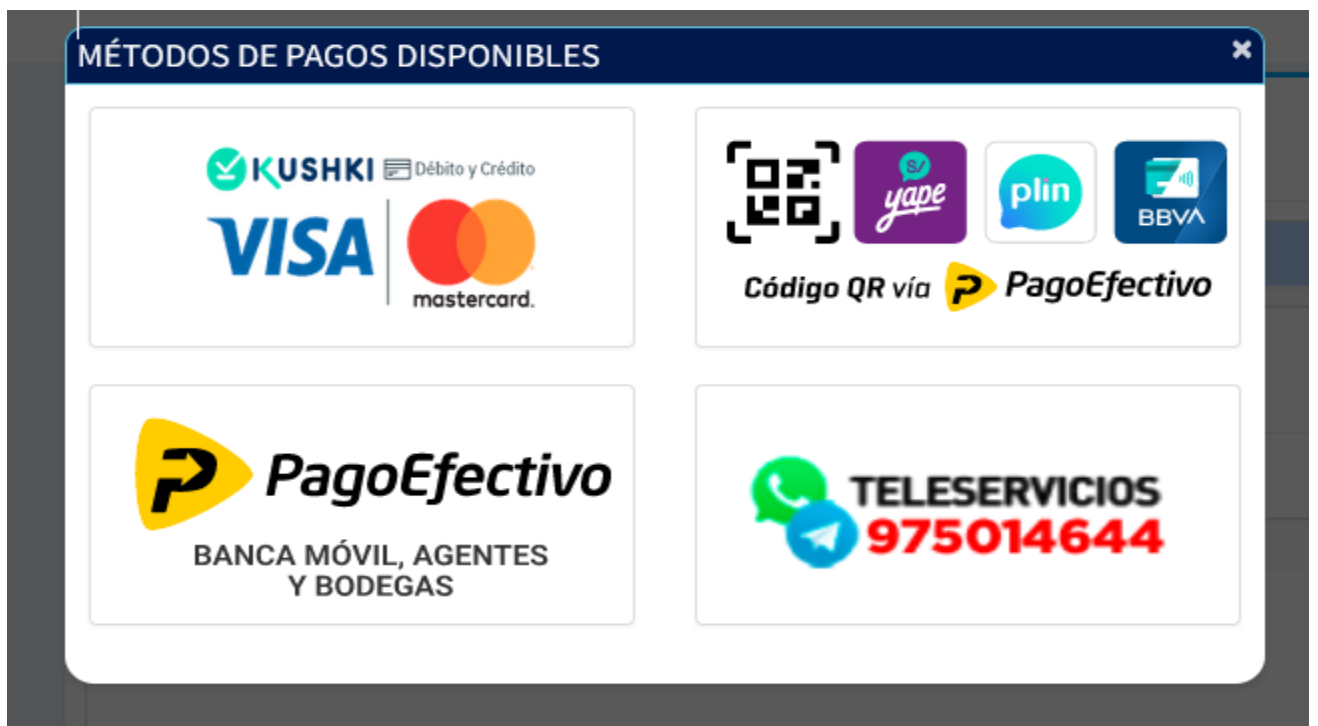 MÉTODOS DE PAGOS DISPONIBLES
KUSHKI Débito y Crédito
VISA
mastercard.
S/
yape
plin
BBVA
Código QR vía PagoEfectivo
PagoEfectivo
BANCA MÓVIL, AGENTES
Y BODEGAS
TELESERVICIOS
975014644